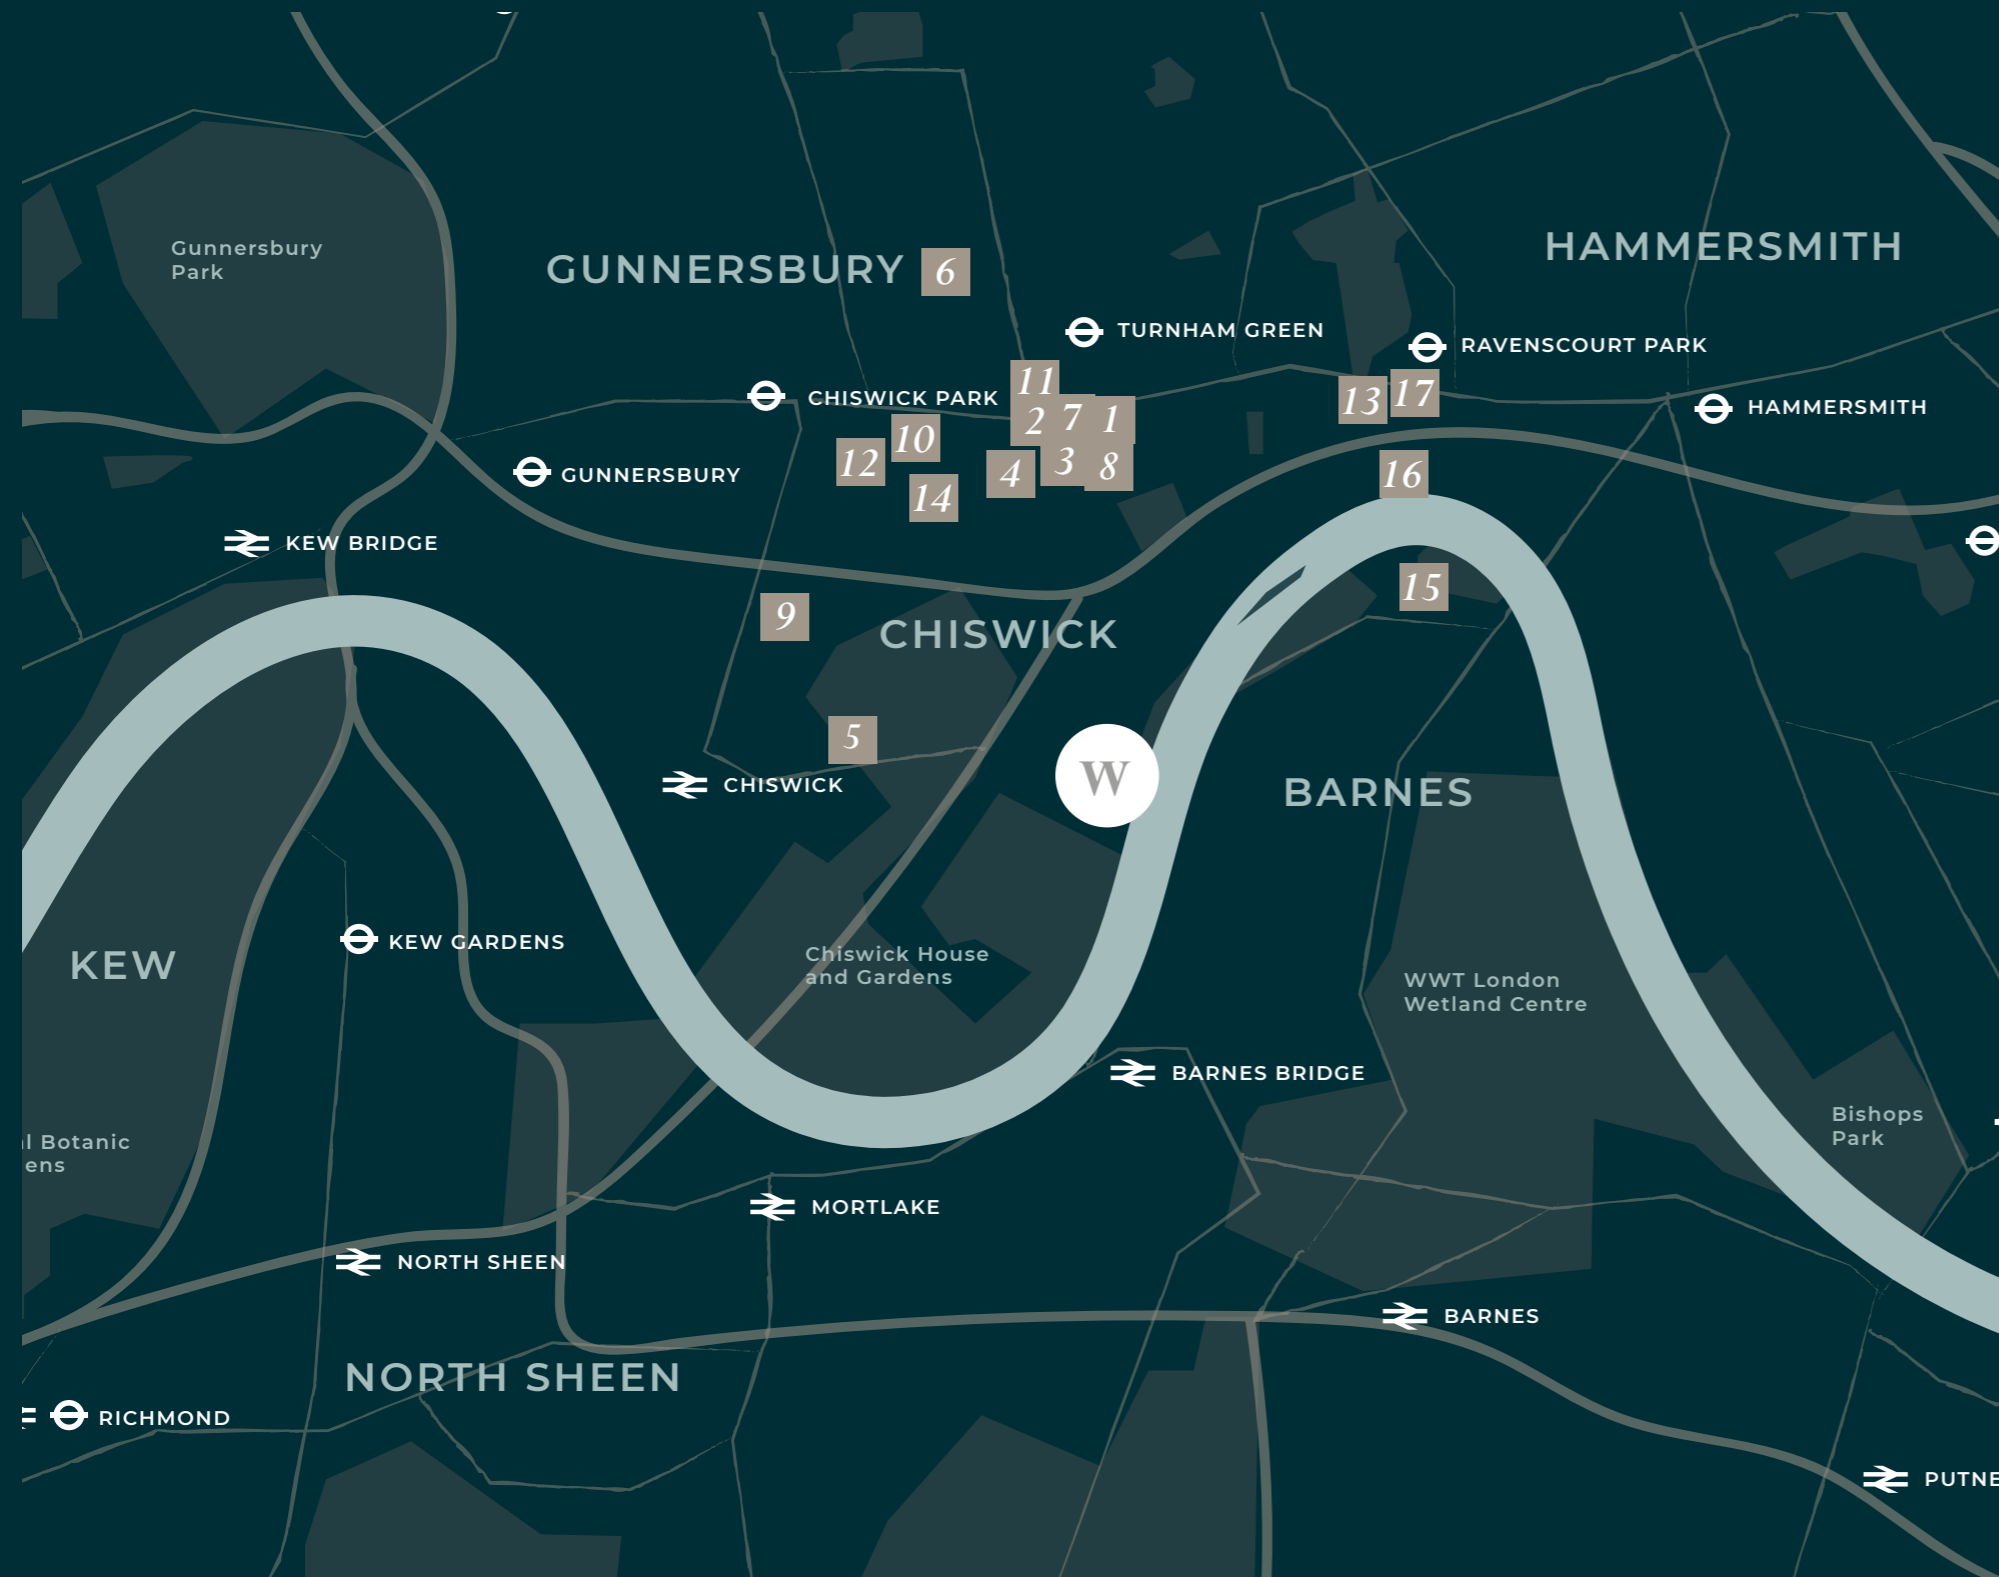 Gunnersbury
Park
GUNNERSBURY
6
HAMMERSMITH
TURNHAM GREEN
RAVENSCOURT PARK
CHISWICK PARK
11
13
17
HAMMERSMITH
2
7
1
10
12
4
3
8
14
16
GUNNERSBURY
KEW BRIDGE
15
9
CHISWICK
5
W
CHISWICK
BARNES
KEW GARDENS
KEW
Chiswick House
and Gardens
WWT London
Wetland Centre
BARNES BRIDGE
Bishops
Park
l Botanic
ens
MORTLAKE
NORTH SHEEN
BARNES
NORTH SHEEN
RICHMOND
PUTNE